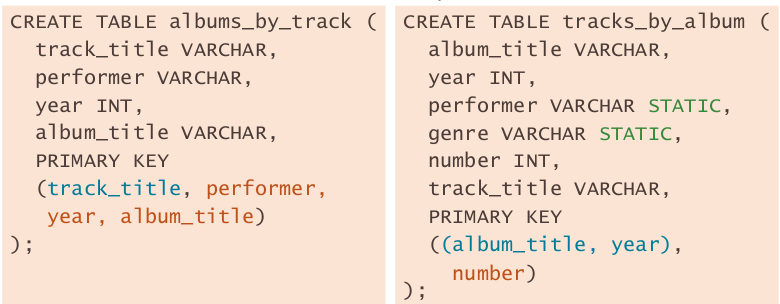 CREATE TABLE albums_by_track (
track_title VARCHAR,
performer VARCHAR,
year INT,
album_title VARCHAR,
PRIMARY KEY
(track_title, performer,
year, album_title)
);
CREATE TABLE tracks_by_album (
album_title VARCHAR,
year INT,
performer VARCHAR STATIC,
genre VARCHAR STATIC,
number INT,
track_title VARCHAR,
PRIMARY KEY
((album_title, year),
number)
);